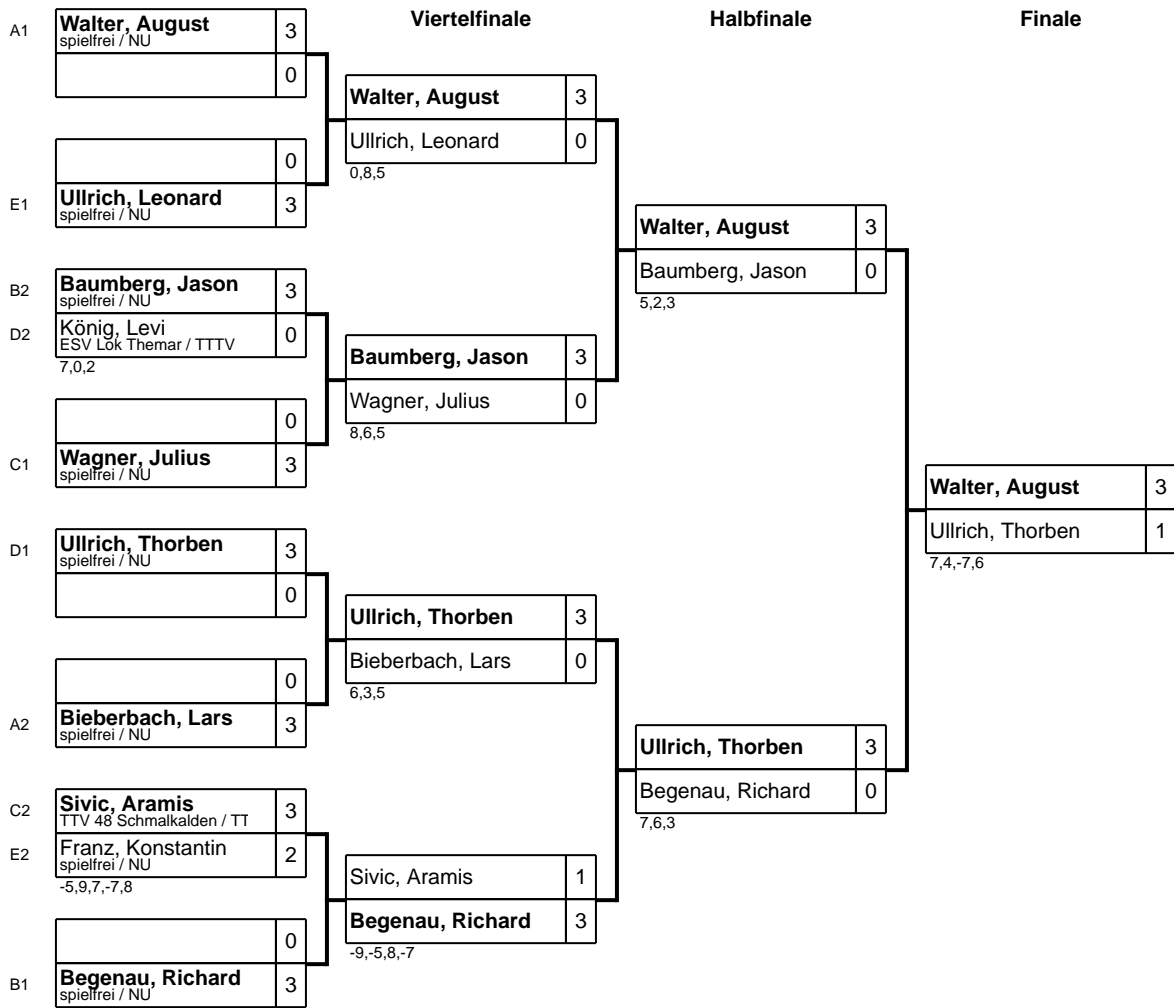 Viertelfinale
Halbfinale
Finale
A1
Walter, August
spielfrei / NU
3
0
0
E1
Ullrich, Leonard
spielfrei / NU
3
B2
Baumberg, Jason
spielfrei / NU
3
D2
König, Levi
ESV Lok Themar / TTTV
0
7,0,2
0
C1
Wagner, Julius
spielfrei / NU
3
D1
Ullrich, Thorben
spielfrei / NU
3
0
0
A2
Bieberbach, Lars
spielfrei / NU
3
C2
Sivic, Aramis
TTV 48 Schmalkalden / TT
3
E2
Franz, Konstantin
spielfrei / NU
2
-5,9,7,-7,8
0
B1
Begenau, Richard
spielfrei / NU
3
Walter, August
3
Ullrich, Leonard
0
0,8,5
Baumberg, Jason
3
Wagner, Julius
0
8,6,5
Ullrich, Thorben
3
Bieberbach, Lars
0
6,3,5
Sivic, Aramis
1
Begenau, Richard
3
-9,-5,8,-7
Walter, August
3
Baumberg, Jason
0
5,2,3
Ullrich, Thorben
3
Begenau, Richard
0
7,6,3
Walter, August
3
Ullrich, Thorben
1
7,4,-7,6